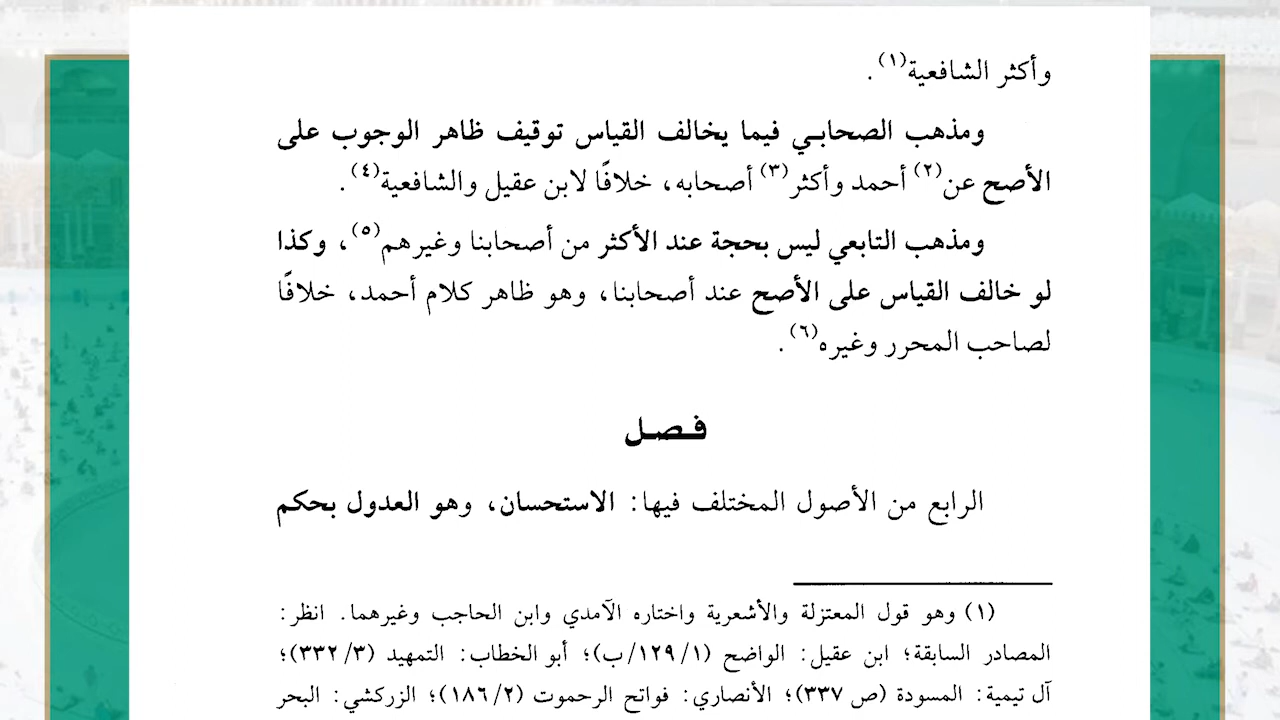 وأكثر الشافعية(١).
ومذهب الصحابي فيما يخالف القياس توقيف ظاهر الوجوب على
الأصح عن(٢) أحمد وأكثر(٣) أصحابه، خلافًا لابن عقيل والشافعية(٤).
ومذهب التابعي ليس بحجة عند الأكثر من أصحابنا وغيرهم(٥)، وكذا
لو خالف القياس على الأصح عند أصحابنا، وهو ظاهر كلام أحمد، خلافًا
لصاحب المحرر وغيره(٦).
فصل
الرابع من الأصول المختلف فيها: الاستحسان، وهو العدول بحكم
(١) وهو قول المعتزلة والأشعرية واختاره الآمدي وابن الحاجب وغيرهما. انظر:
المصادر السابقة؛ ابن عقيل: الواضح (١/١٢٩/ب)؛ أبو الخطاب: التمهيد (٣/٣٣٢)؛
آل تيمية: المسودة (ص ٣٣٧)؛ الأنصاري: فواتح الرحموت (٢/١٨٦)؛ الزركشي: البحر